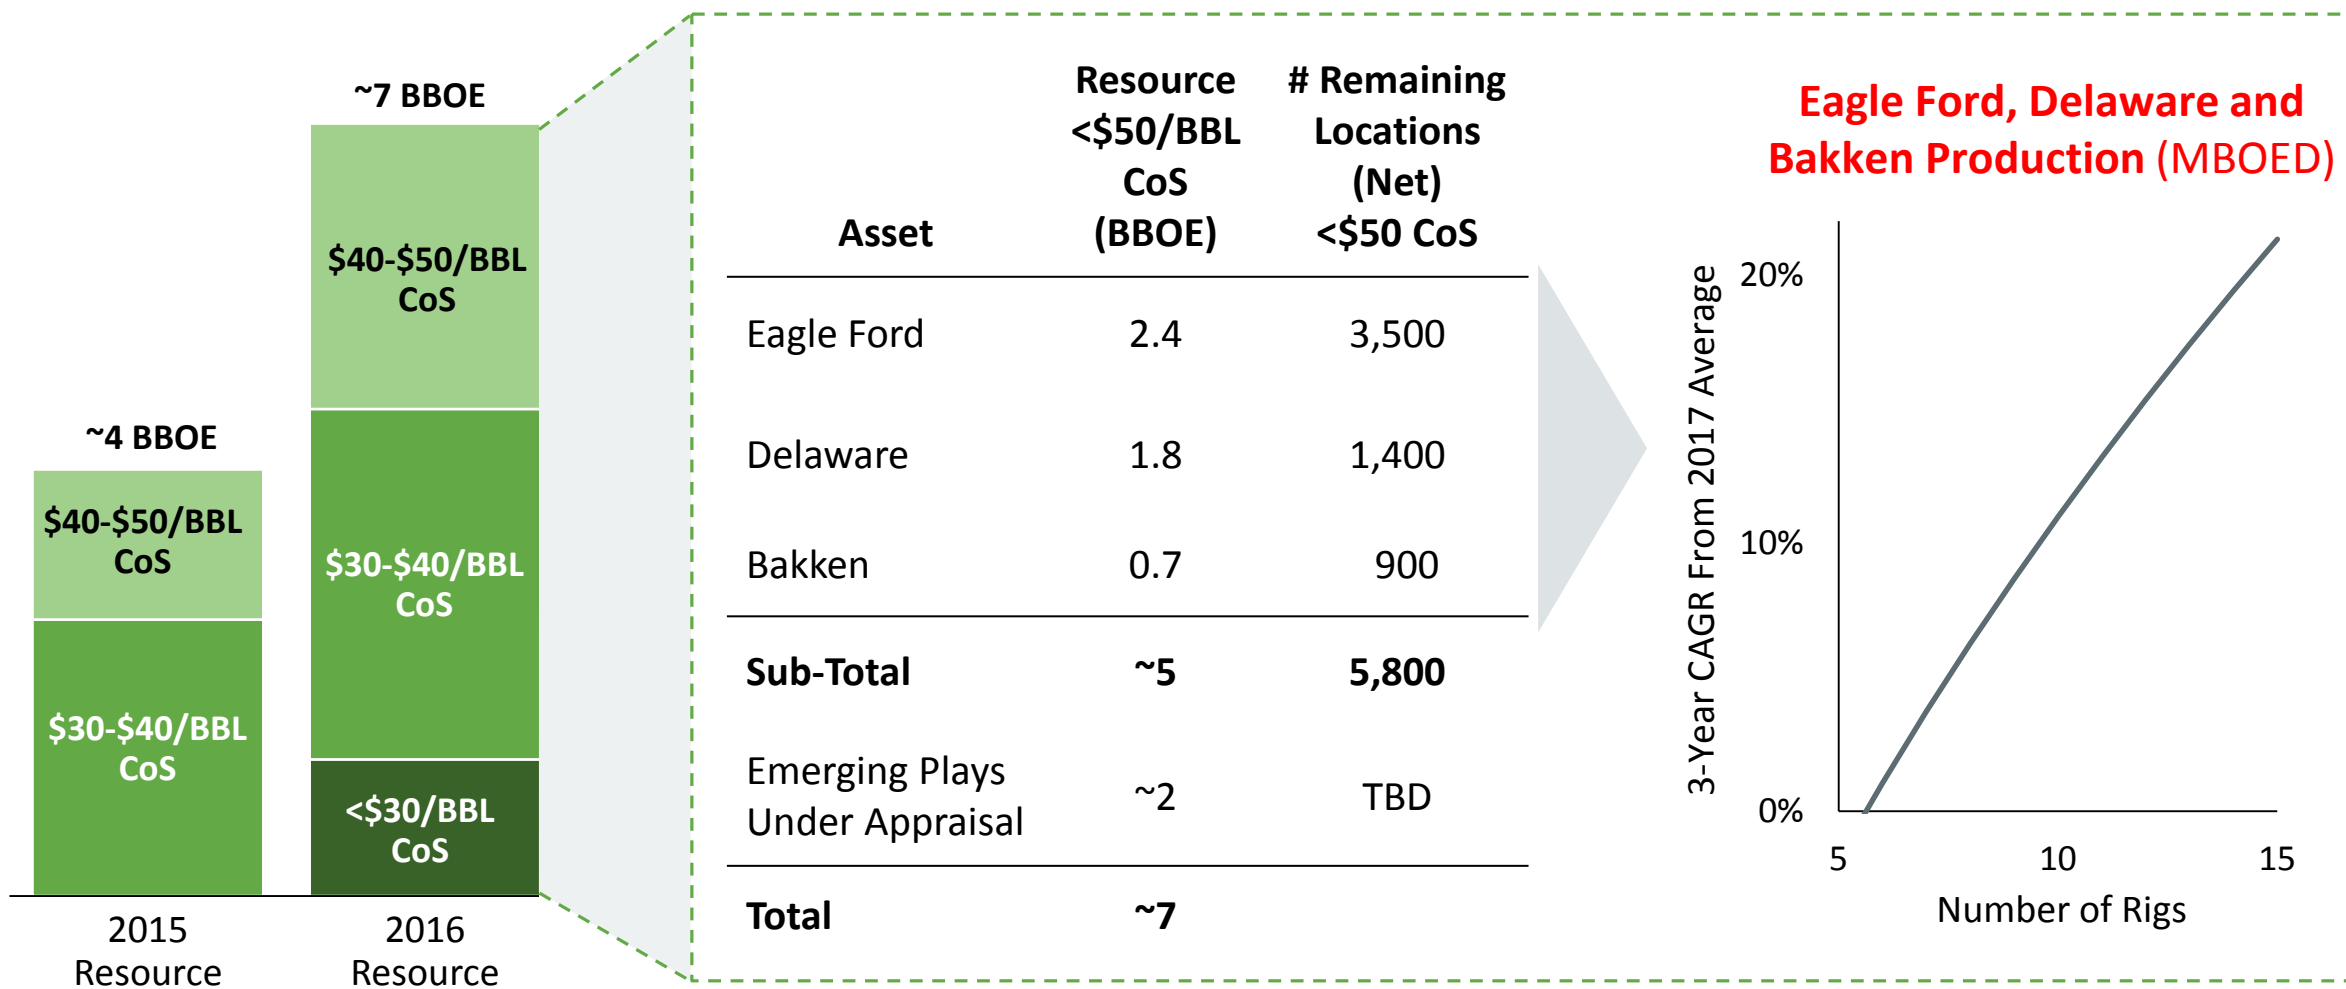 ~4 BBOE
$40-$50/BBL
CoS
$30-$40/BBL
CoS
2015
Resource
~7 BBOE
$40-$50/BBL
CoS
$30-$40/BBL
CoS
<$30/BBL
CoS
2016
Resource
Asset
Resource
<$50/BBL
CoS
(BBOE)
# Remaining
Locations
(Net)
<$50 CoS
Eagle Ford 2.4 3,500
Delaware 1.8 1,400
Bakken 0.7 900
Sub-Total ~5 5,800
Emerging Plays
Under Appraisal
~2 TBD
Total ~7
Eagle Ford, Delaware and
Bakken Production (MBOED)
3-Year CAGR From 2017 Average
20%
10%
0%
5 10 15
Number of Rigs